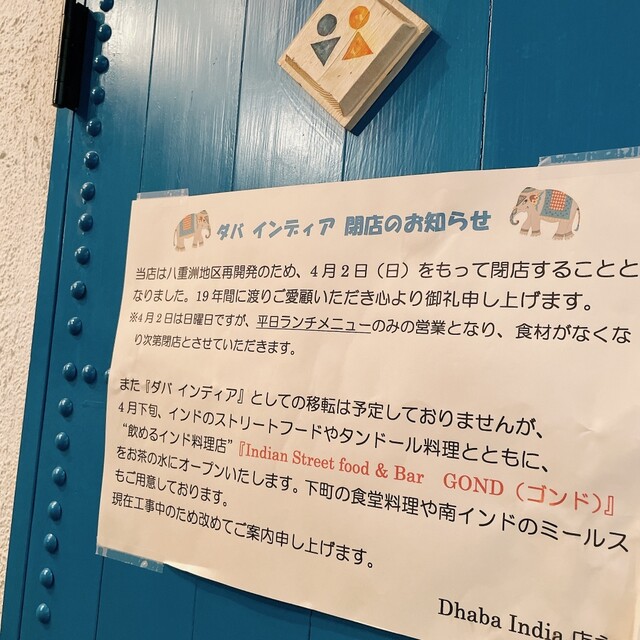 ダバ インディア 閉店のお知らせ
当店は八重洲地区再開発のため、4月2日（日）をもって閉店することと
なりました。19年間に渡りご愛顧いただき心より御礼申し上げます。
※4月2日は日曜日ですが、平日ランチメニューのみの営業となり、食材がなくな
り次第閉店とさせていただきます。
また『ダバ インディア』としての移転は予定しておりませんが、
4月下旬、インドのストリートフードやタンドール料理とともに、
“飲めるインド料理店”『Indian Street food & Bar GOND（ゴンド）』
をお茶の水にオープンいたします。下町の食堂料理や南インドのミールス
もご用意しております。
現在工事中のため改めてご案内申し上げます。
Dhaba India 店